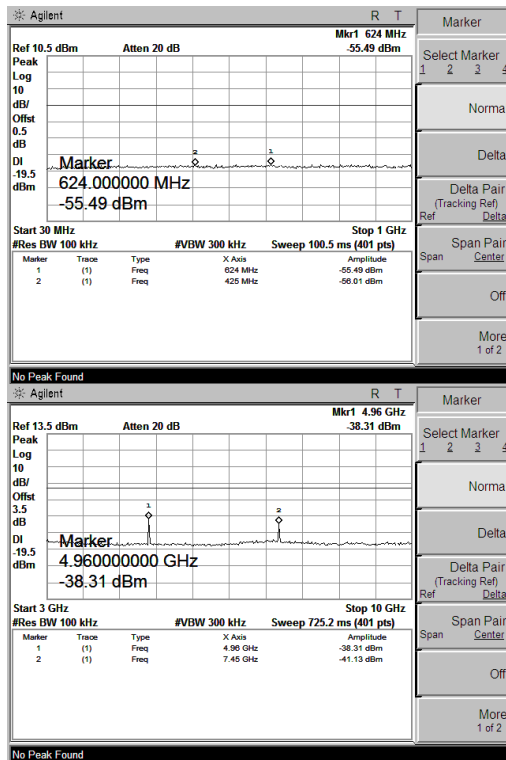 Agilent R T Marker
Mkr1 624 MHz
Ref 10.5 dBm Atten 20 dB -55.49 dBm
Peak
Log
10
dB/
Offst
0.5
dB
DI
-19.5
dBm
2 1
Marker
624.000000 MHz
-55.49 dBm
Start 30 MHz Stop 1 GHz
#Res BW 100 kHz #VBW 300 kHz Sweep 100.5 ms (401 pts)
Marker Trace Type X Axis Amplitude
1 (1) Freq 624 MHz -55.49 dBm
2 (1) Freq 425 MHz -56.01 dBm
No Peak Found
Select Marker
1 2 3 4
Norma
Delta
Delta Pair
(Tracking Ref)
Ref Delta
Span Pair
Span Center
Off
More
1 of 2
Agilent R T Marker
Mkr1 4.96 GHz
Ref 13.5 dBm Atten 20 dB -38.31 dBm
Peak
Log
10
dB/
Offst
3.5
dB
DI
-19.5
dBm
1 2
Marker
4.960000000 GHz
-38.31 dBm
Start 3 GHz Stop 10 GHz
#Res BW 100 kHz #VBW 300 kHz Sweep 725.2 ms (401 pts)
Marker Trace Type X Axis Amplitude
1 (1) Freq 4.96 GHz -38.31 dBm
2 (1) Freq 7.45 GHz -41.13 dBm
No Peak Found
Select Marker
1 2 3 4
Norma
Delta
Delta Pair
(Tracking Ref)
Ref Delta
Span Pair
Span Center
Off
More
1 of 2